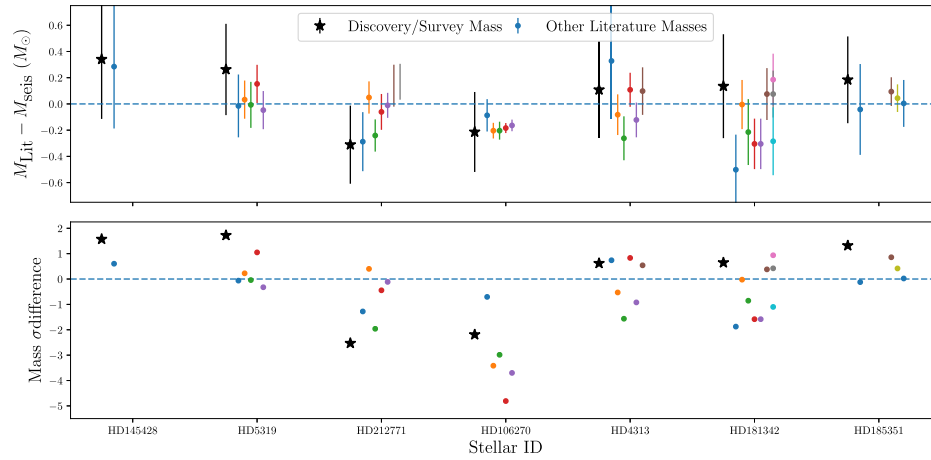 Discovery/Survey Mass
Other Literature Masses
M_Lit − M_seis (M_⊙)
0.6
0.4
0.2
0.0
−0.2
−0.4
−0.6
Mass σ difference
2
1
0
−1
−2
−3
−4
−5
HD145428 HD5319 HD212771 HD106270 HD4313 HD181342 HD185351
Stellar ID